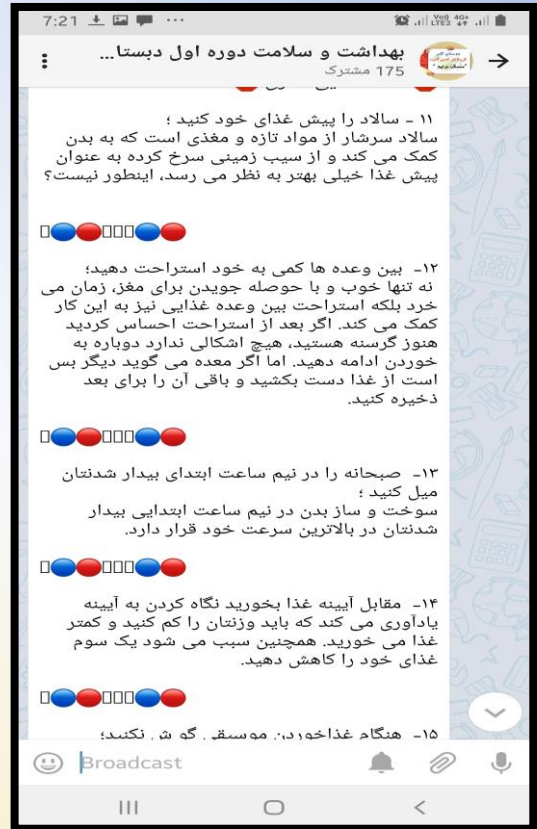 7:21
Vo)) 4G+
LTE2
بهداشت و سلامت دوره اول دبستا...
175 مشترک
۱۱ - سالاد را پیش غذای خود کنید ؛
سالاد سرشار از مواد تازه و مغذی است که به بدن
کمک می کند و از سیب زمینی سرخ کرده به عنوان
پیش غذا خیلی بهتر به نظر می رسد، اینطور نیست؟
۱۲- بین وعده ها کمی به خود استراحت دهید؛
نه تنها خوب و با حوصله جویدن برای مغز، زمان می
خرد بلکه استراحت بین وعده غذایی نیز به این کار
کمک می کند. اگر بعد از استراحت احساس کردید
هنوز گرسنه هستید، هیچ اشکالی ندارد دوباره به
خوردن ادامه دهید. اما اگر معده می گوید دیگر بس
است از غذا دست بکشید و باقی آن را برای بعد
ذخیره کنید.
۱۳- صبحانه را در نیم ساعت ابتدای بیدار شدنتان
میل کنید ؛
سوخت و ساز بدن در نیم ساعت ابتدایی بیدار
شدنتان در بالاترین سرعت خود قرار دارد.
۱۴- مقابل آیینه غذا بخورید نگاه کردن به آیینه
یادآوری می کند که باید وزنتان را کم کنید و کمتر
غذا می خورید. همچنین سبب می شود یک سوم
غذای خود را کاهش دهید.
۱۵- هنگام غذاخوردن موسیقی گو ش نکنید؛
Broadcast